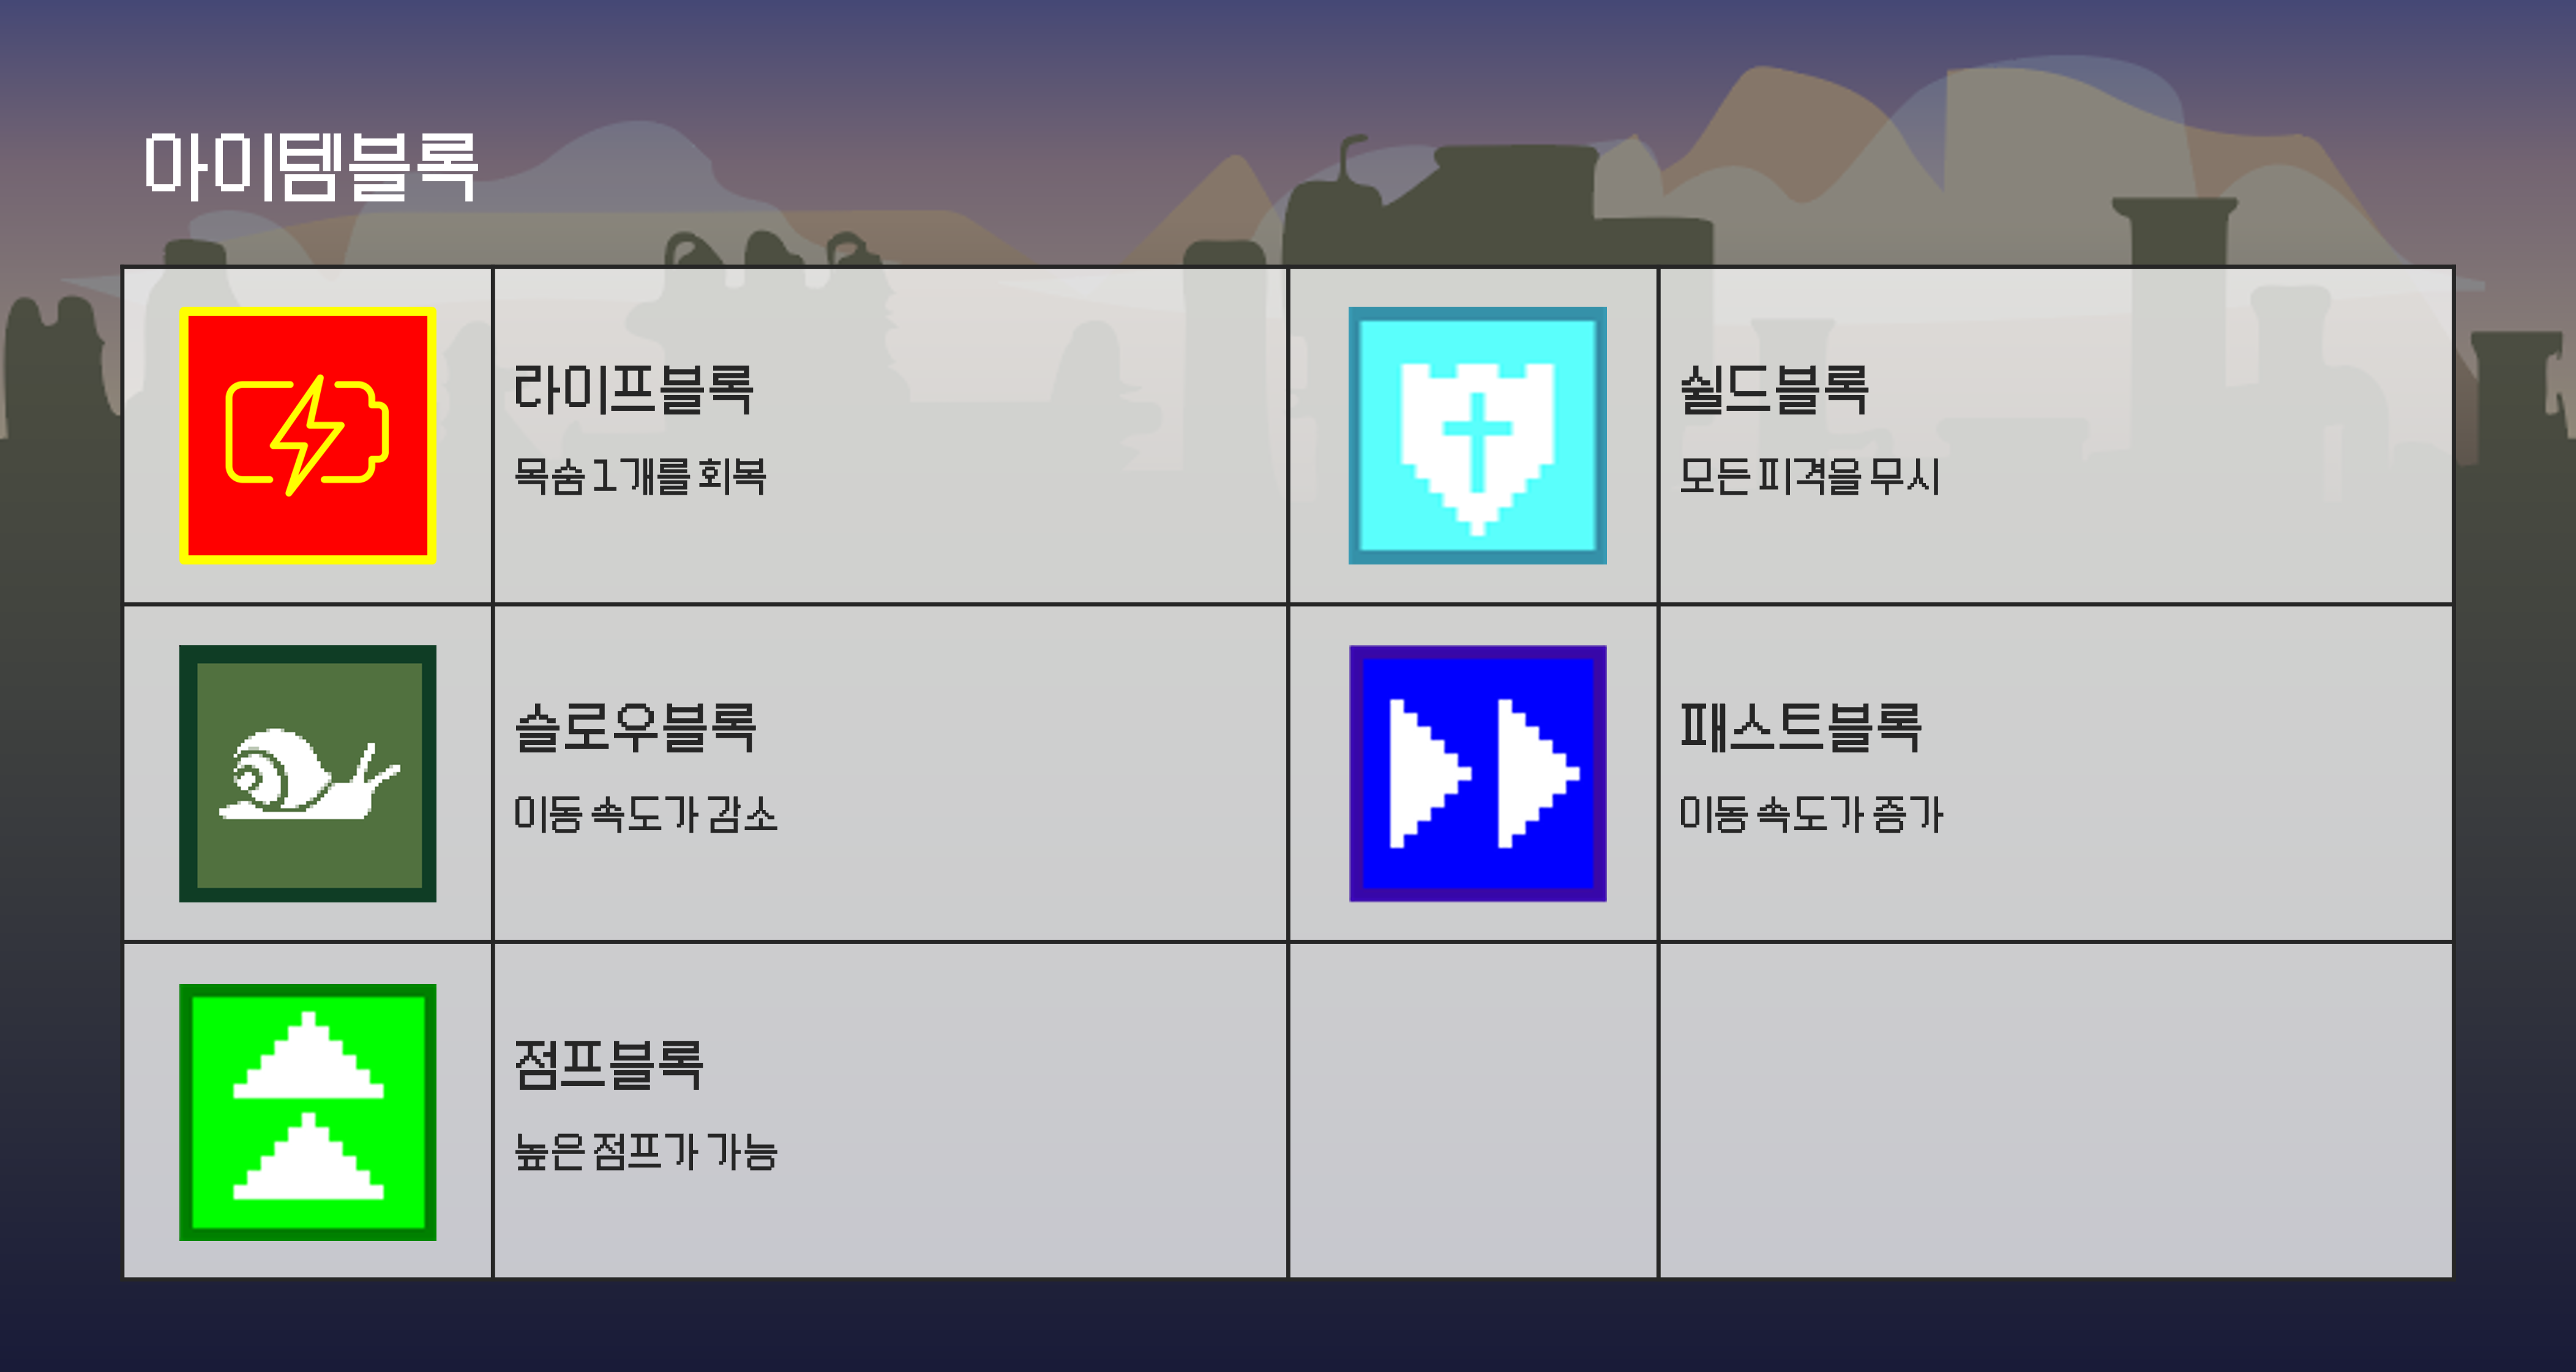 아이템블록
라이프블록
목숨 1개를 회복
쉴드블록
모든 피격을 무시
슬로우블록
이동 속도가 감소
패스트블록
이동 속도가 증가
점프블록
높은 점프가 가능